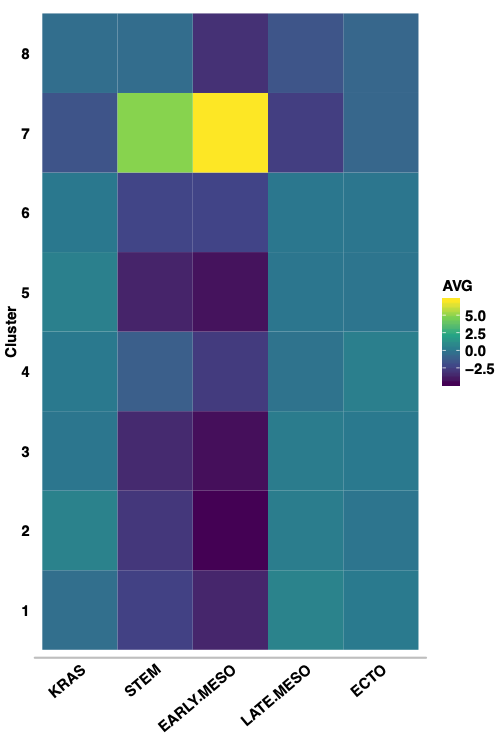 8
7
6
5
4
3
2
1
Cluster
KRAS
STEM
EARLY.MESO
LATE.MESO
ECTO
AVG
5.0
2.5
0.0
−2.5